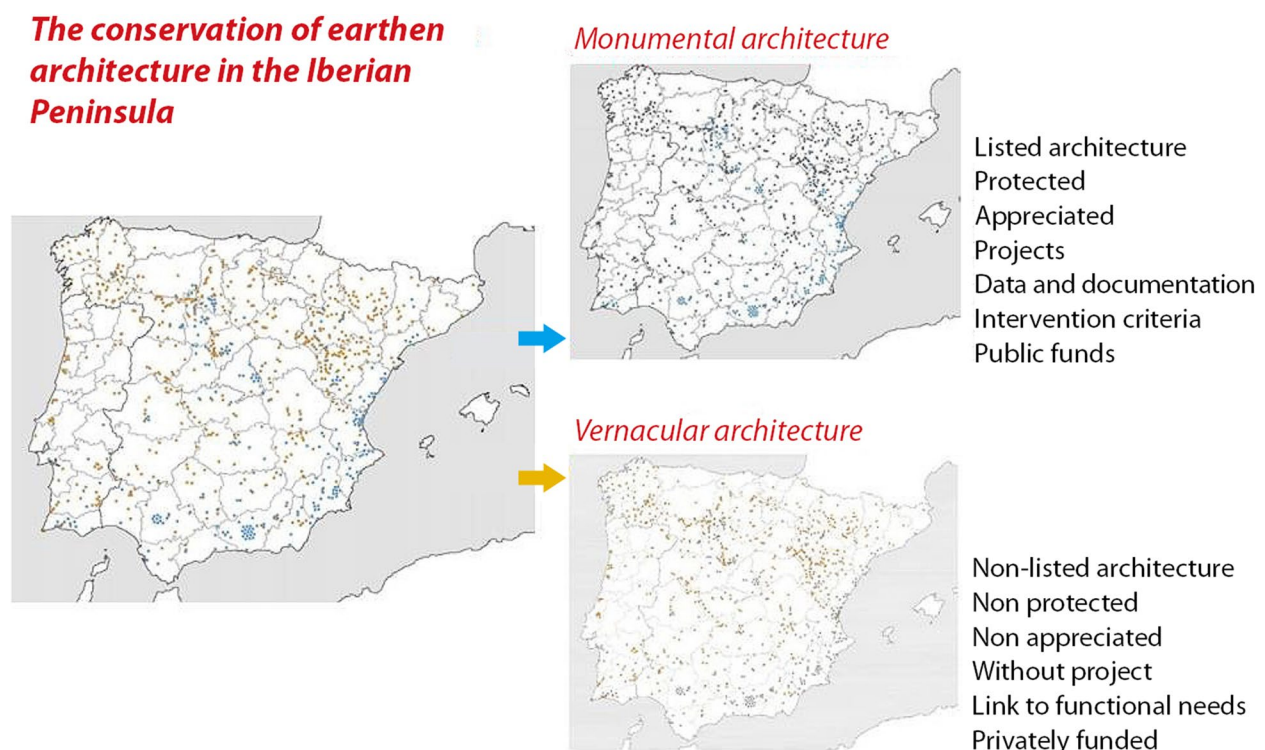 The conservation of earthen
architecture in the Iberian
Peninsula
Monumental architecture
Listed architecture
Protected
Appreciated
Projects
Data and documentation
Intervention criteria
Public funds
Vernacular architecture
Non-listed architecture
Non protected
Non appreciated
Without project
Link to functional needs
Privately funded